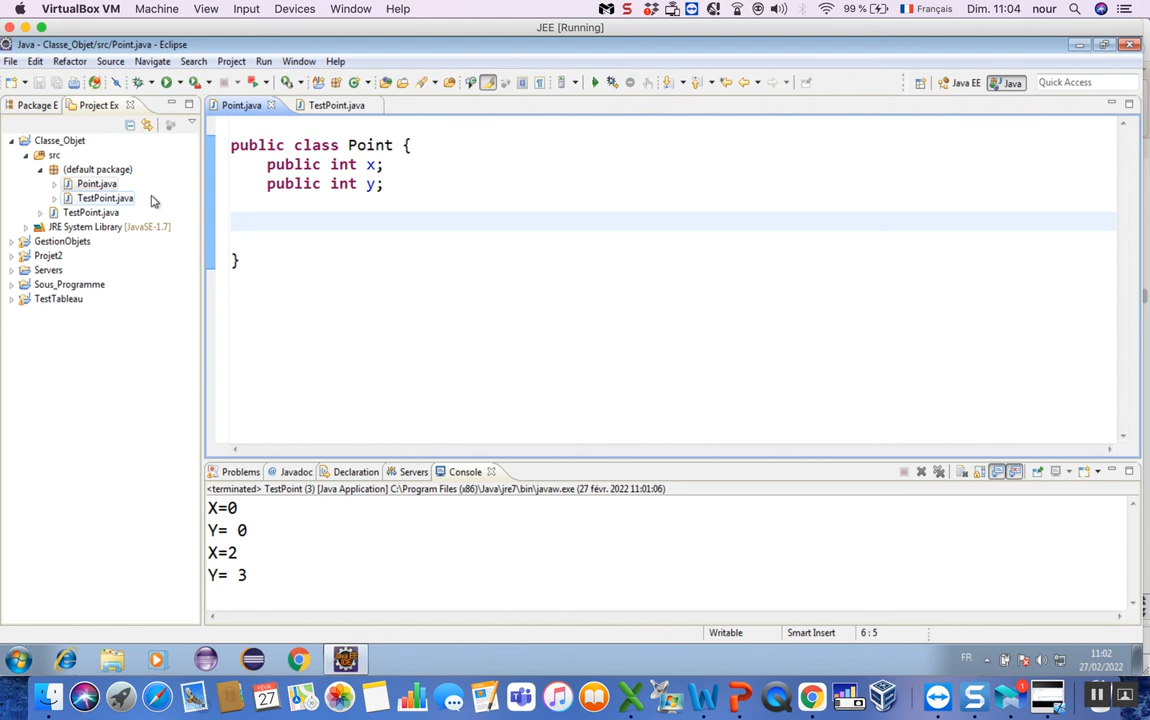 VirtualBox VM Machine View Input Devices Window Help 99 % Français Dim. 11:04 nour
JEE [Running]
Java - Classe_Objet/src/Point.java - Eclipse
File Edit Refactor Source Navigate Search Project Run Window Help
Quick Access
Java EE Java
Package E Project Ex
Point.java TestPoint.java
Classe_Objet
src
(default package)
Point.java
TestPoint.java
TestPoint.java
JRE System Library [JavaSE-1.7]
GestionObjets
Projet2
Servers
Sous_Programme
TestTableau
public class Point {
public int x;
public int y;
}
Problems Javadoc Declaration Servers Console
<terminated> TestPoint (3) [Java Application] C:\Program Files (x86)\Java\jre7\bin\javaw.exe (27 févr. 2022 11:01:06)
X=0
Y= 0
X=2
Y= 3
Writable Smart Insert 6 : 5
FR 11:02
27/02/2022